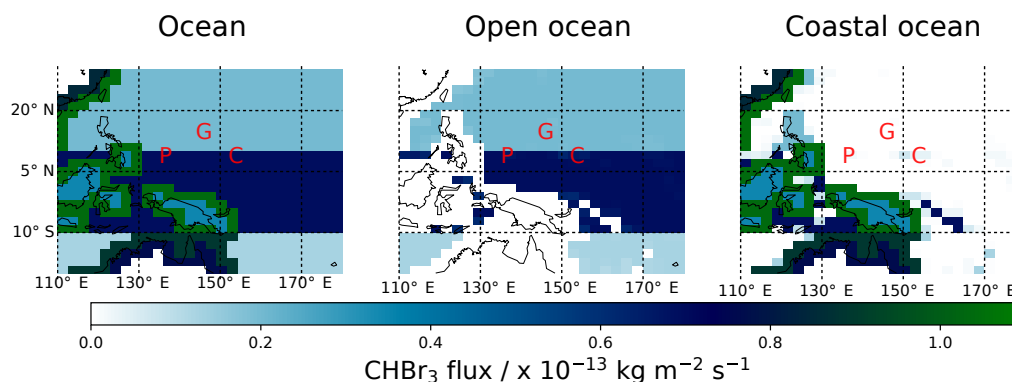 Ocean Open ocean Coastal ocean
20° N
G G G
P C P C P C
5° N
10° S
110° E 130° E 150° E 170° E 110° E 130° E 150° E 170° E 110° E 130° E 150° E 170° E
0.0 0.2 0.4 0.6 0.8 1.0
CHBr₃ flux / x 10⁻¹³ kg m⁻² s⁻¹